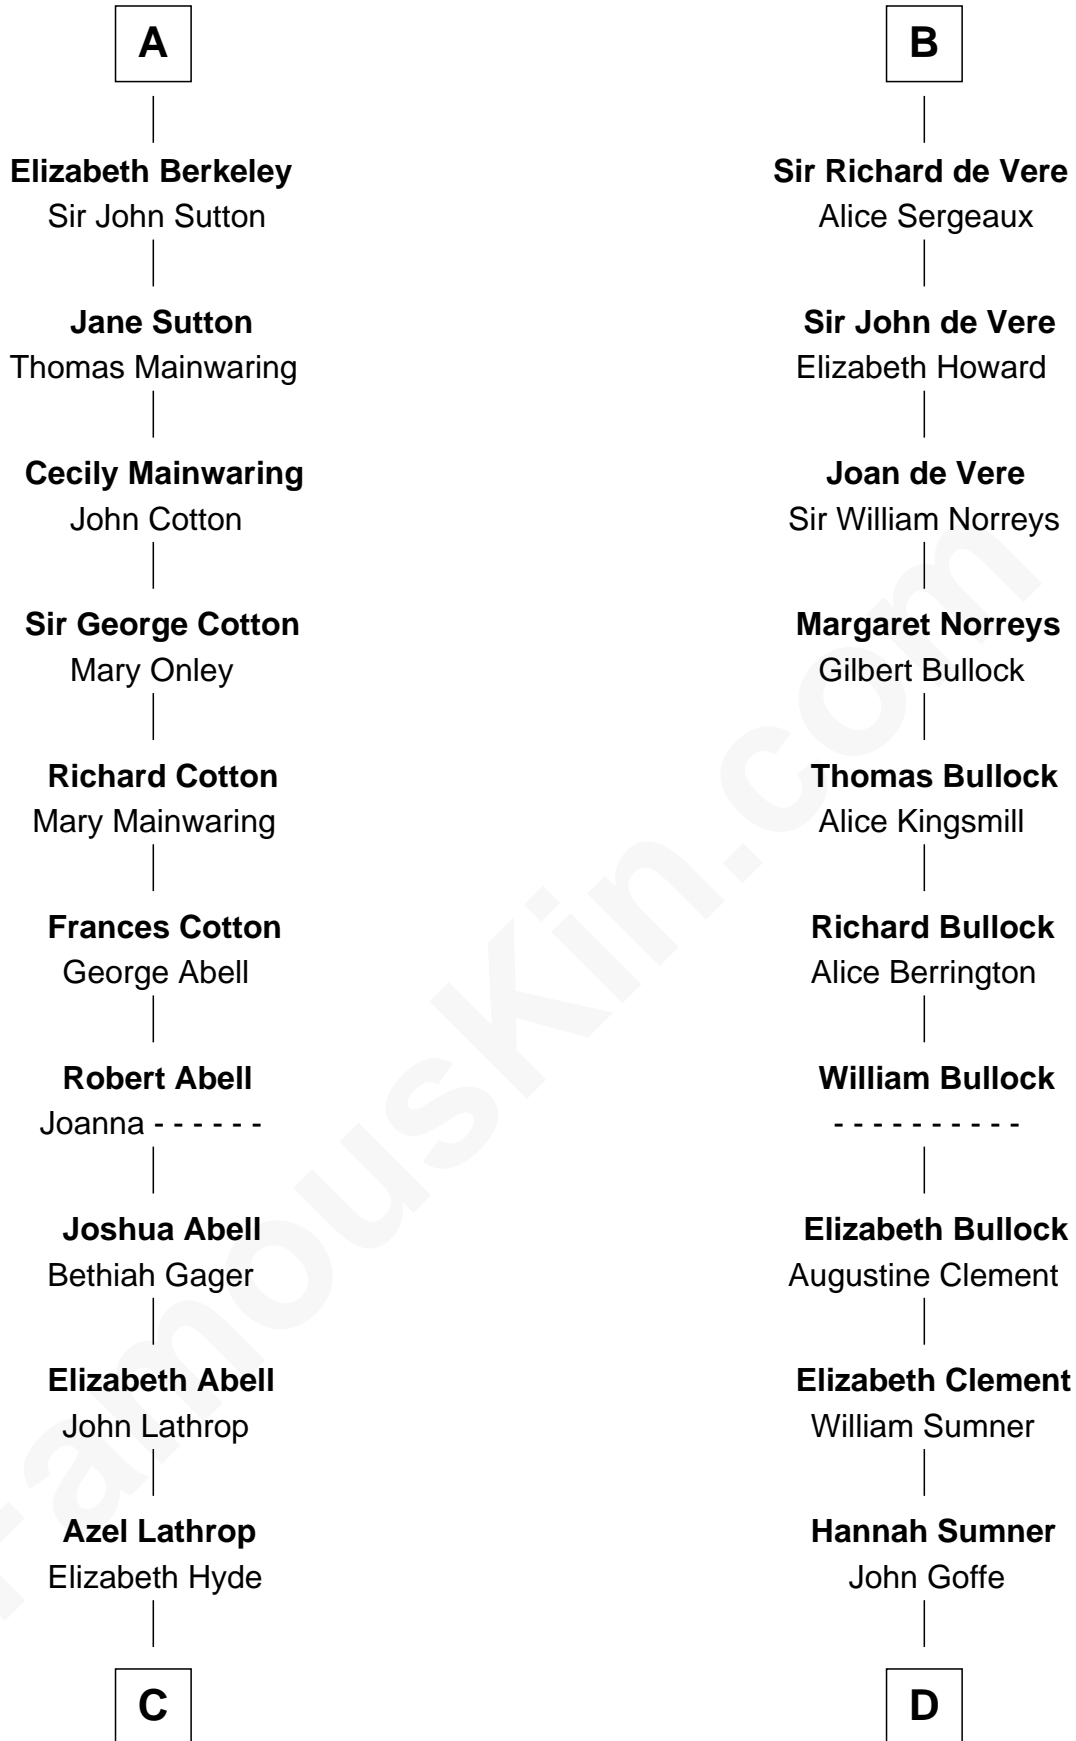 A
Elizabeth Berkeley
Sir John Sutton
Jane Sutton
Thomas Mainwaring
Cecily Mainwaring
John Cotton
Sir George Cotton
Mary Onley
Richard Cotton
Mary Mainwaring
Frances Cotton
George Abell
Robert Abell
Joanna - - - - - -
Joshua Abell
Bethiah Gager
Elizabeth Abell
John Lathrop
Azel Lathrop
Elizabeth Hyde
C
B
Sir Richard de Vere
Alice Sergeaux
Sir John de Vere
Elizabeth Howard
Joan de Vere
Sir William Norreys
Margaret Norreys
Gilbert Bullock
Thomas Bullock
Alice Kingsmill
Richard Bullock
Alice Berrington
William Bullock
- - - - - - - - - -
Elizabeth Bullock
Augustine Clement
Elizabeth Clement
William Sumner
Hannah Sumner
John Goffe
D
FamousKin.com